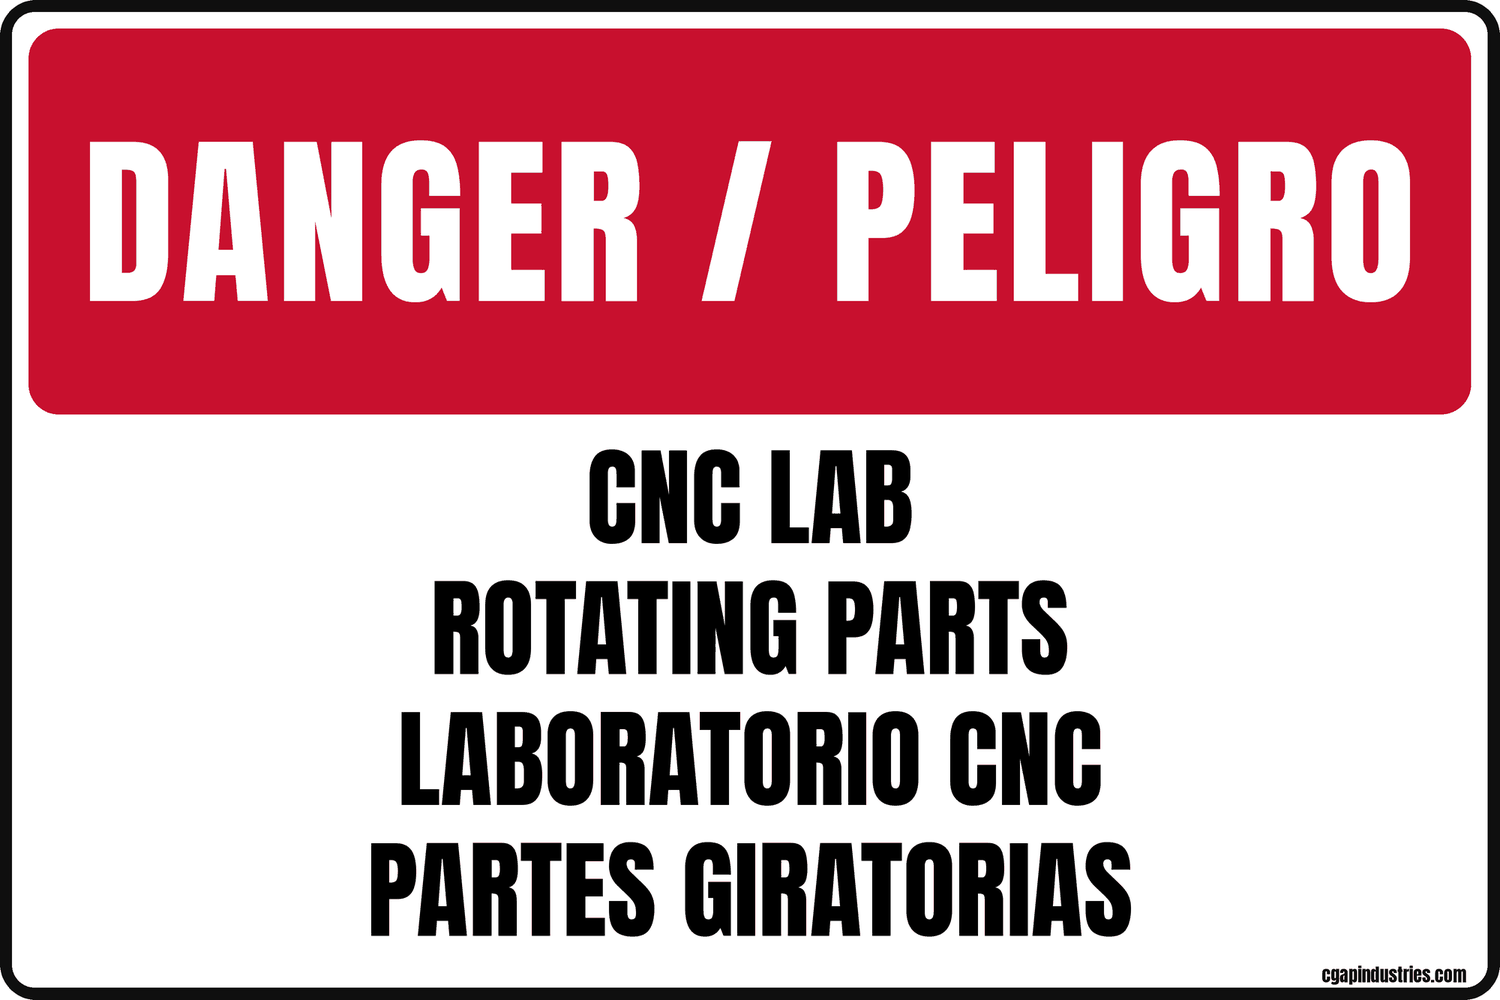 DANGER / PELIGRO
CNC LAB
ROTATING PARTS
LABORATORIO CNC
PARTES GIRATORIAS
cgapindustries.com